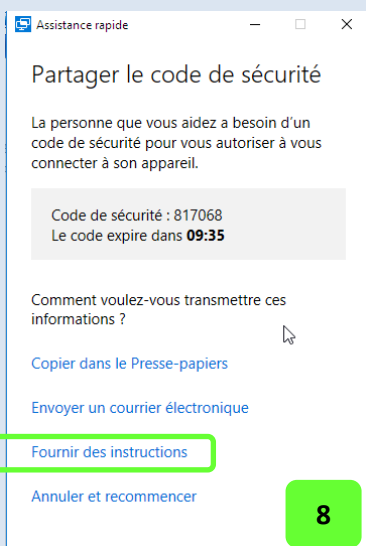 Assistance rapide
Partager le code de sécurité
La personne que vous aidez a besoin d'un
code de sécurité pour vous autoriser à vous
connecter à son appareil.
Code de sécurité : 817068
Le code expire dans 09:35
Comment voulez-vous transmettre ces
informations ?
Copier dans le Presse-papiers
Envoyer un courrier électronique
Fournir des instructions
Annuler et recommencer
8